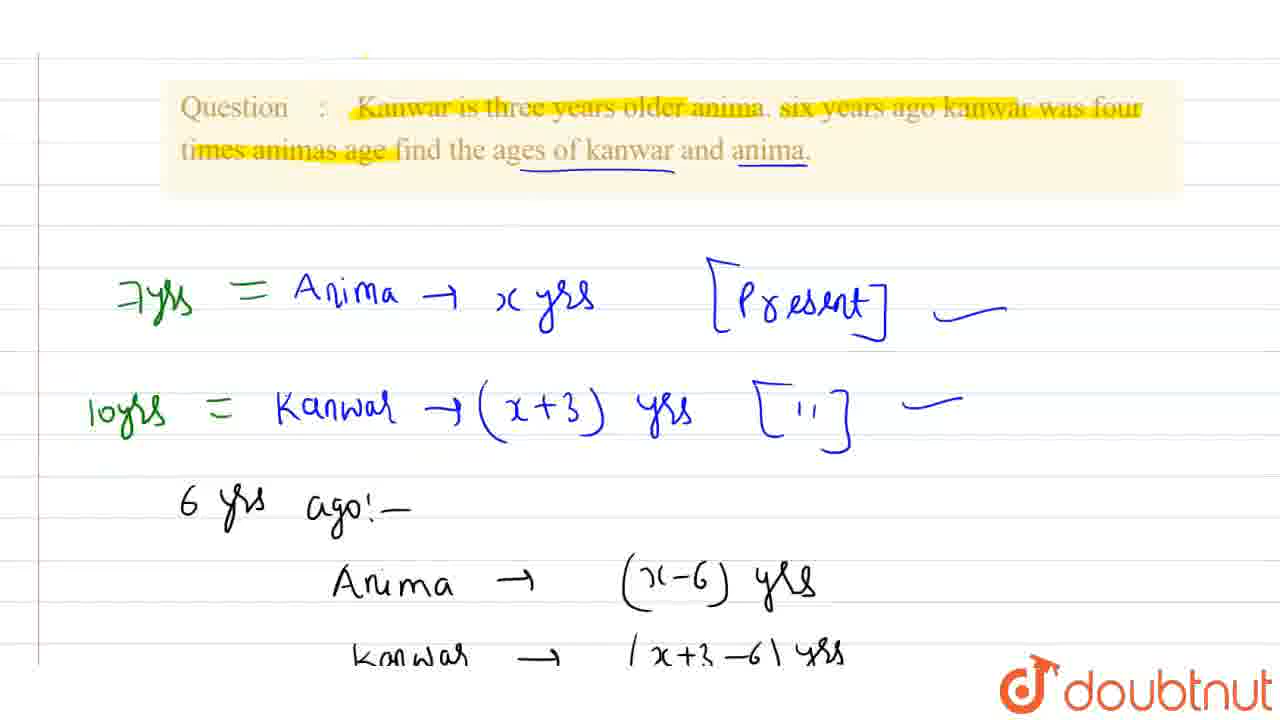 Question : Kanwar is three years older anima. six years ago kanwar was four
times animas age find the ages of kanwar and anima.
7yrs = Anima → x yrs [Present]
10yrs = Kanwar → (x+3) yrs ["]
6 yrs ago:-
Anima → (x-6) yrs
Kanwar → (x+3-6) yrs
doubtnut